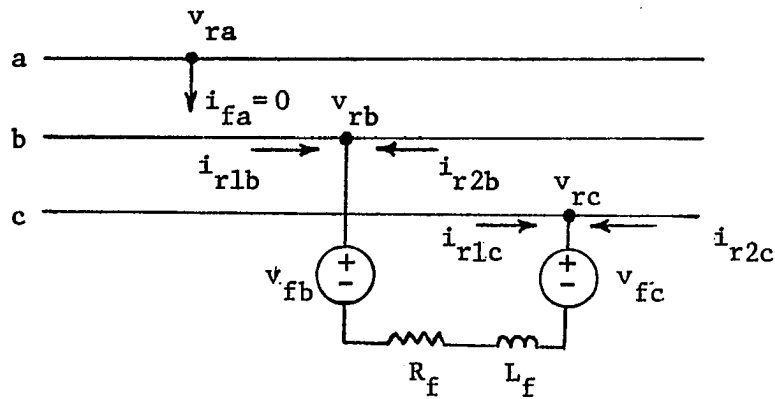 v_ra
a
i_fa = 0
v_rb
b
i_r1b
i_r2b
v_rc
c
i_r1c
i_r2c
+
-
v_fb
+
-
v_fc
R_f
L_f